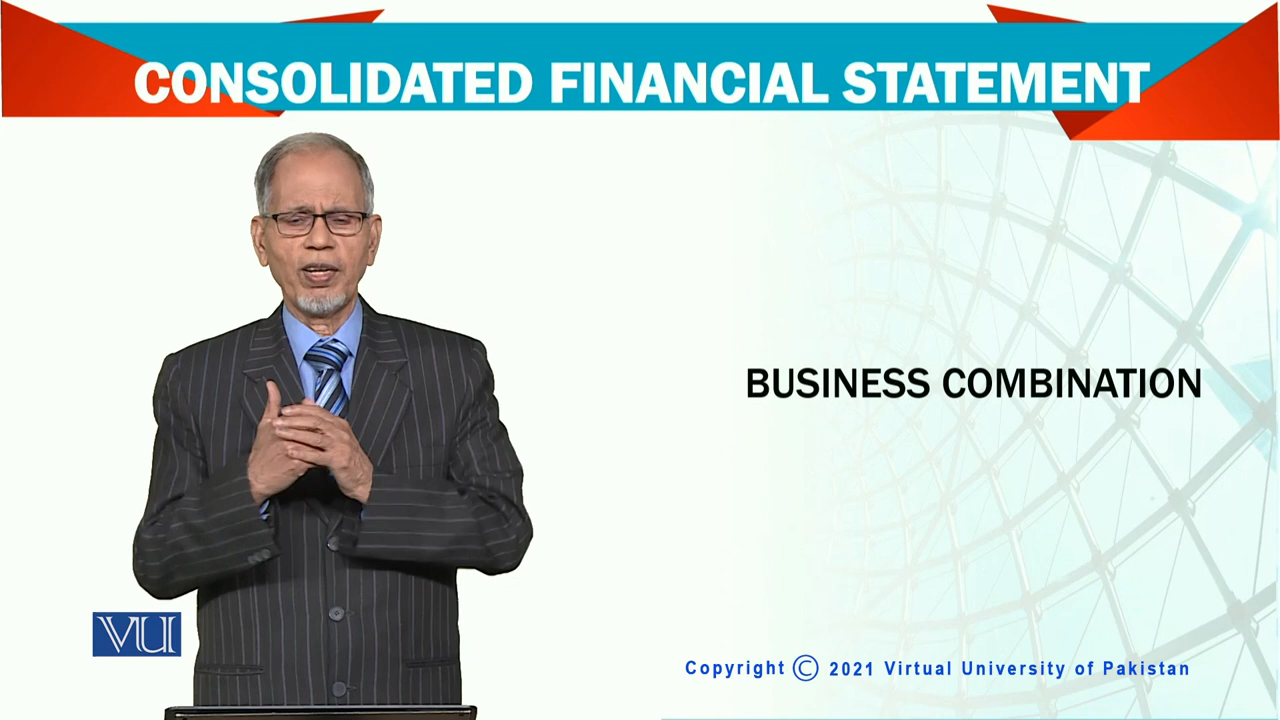 CONSOLIDATED FINANCIAL STATEMENT
BUSINESS COMBINATION
VU
Copyright © 2021 Virtual University of Pakistan